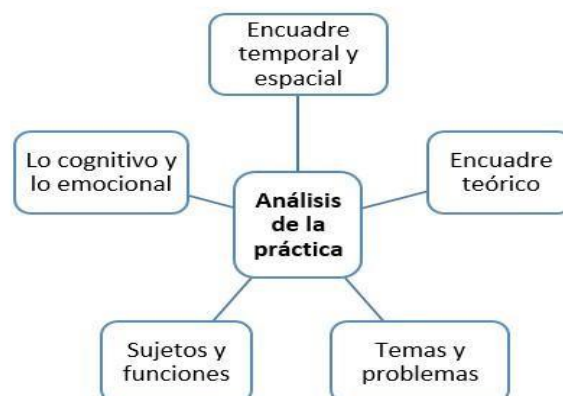 Encuadre
temporal y
espacial
Lo cognitivo y
lo emocional
Encuadre
teórico
Análisis
de la
práctica
Sujetos y
funciones
Temas y
problemas